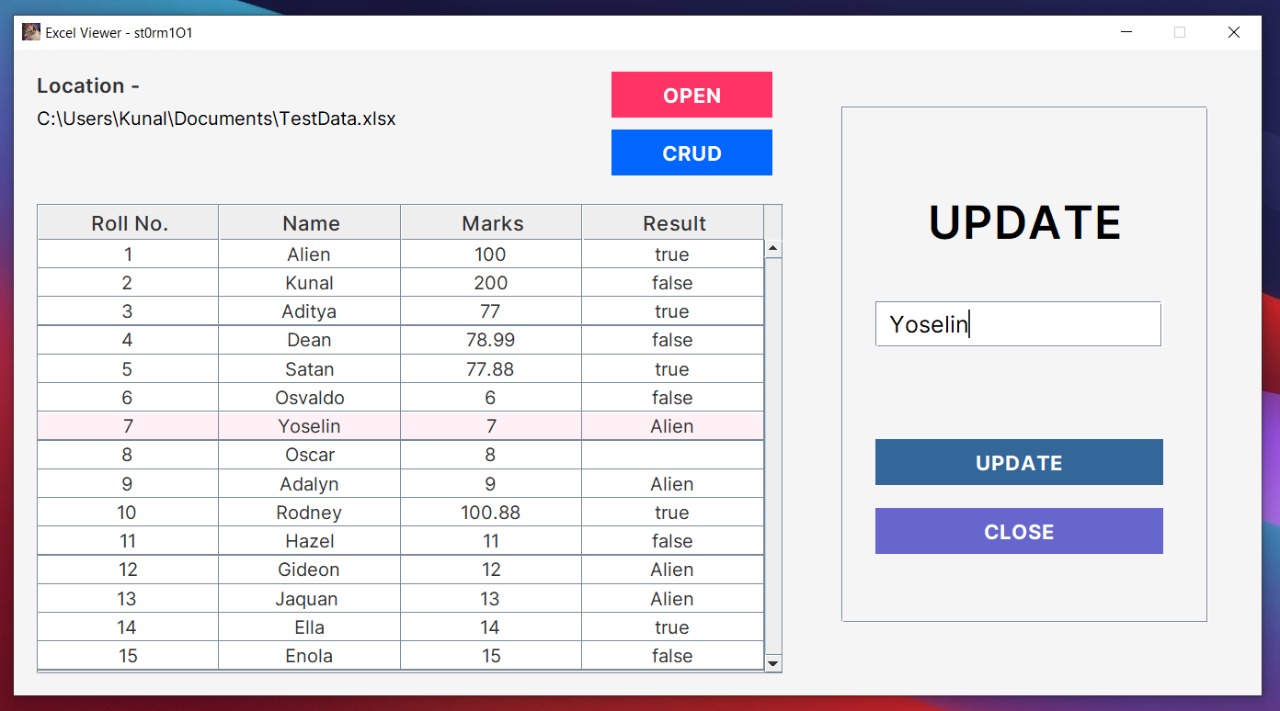 Excel Viewer - st0rm1O1
Location -
C:\Users\Kunal\Documents\TestData.xlsx
OPEN
CRUD
Roll No. Name Marks Result
1 Alien 100 true
2 Kunal 200 false
3 Aditya 77 true
4 Dean 78.99 false
5 Satan 77.88 true
6 Osvaldo 6 false
7 Yoselin 7 Alien
8 Oscar 8
9 Adalyn 9 Alien
10 Rodney 100.88 true
11 Hazel 11 false
12 Gideon 12 Alien
13 Jaquan 13 Alien
14 Ella 14 true
15 Enola 15 false
UPDATE
Yoselin
UPDATE
CLOSE